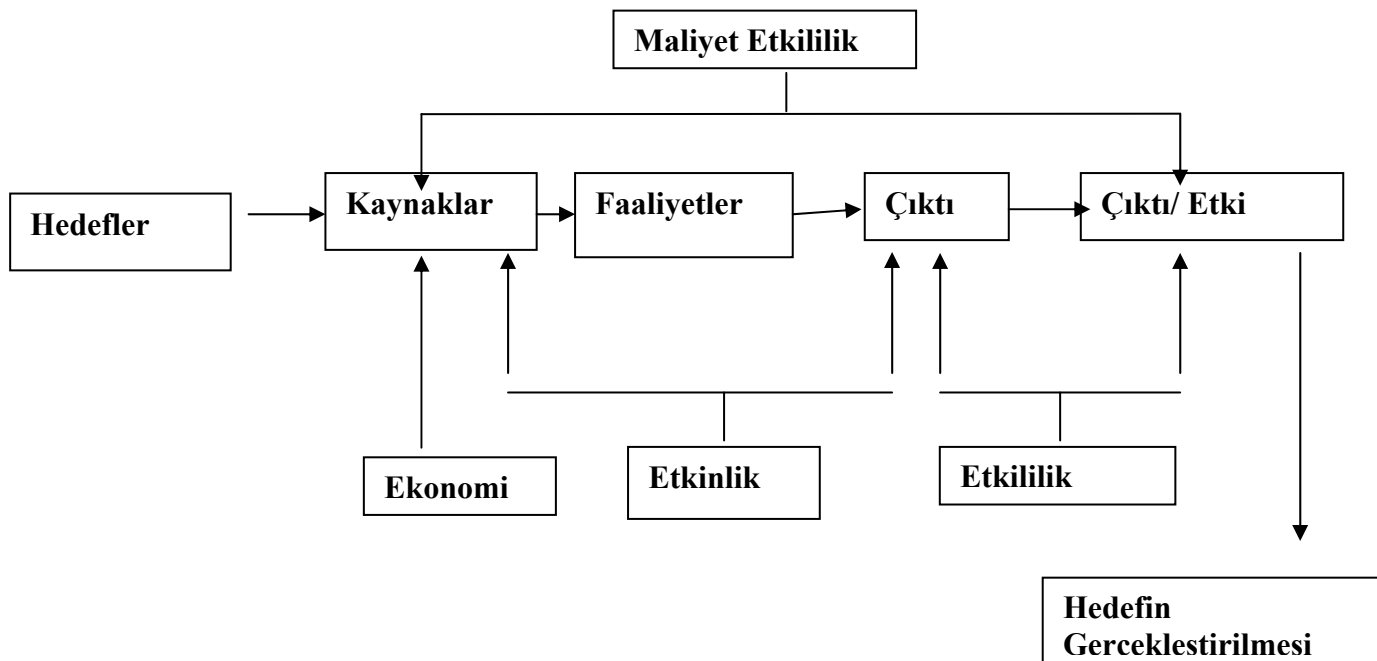 Maliyet Etkililik
Hedefler
Kaynaklar
Faaliyetler
Çıktı
Çıktı/ Etki
Ekonomi
Etkinlik
Etkililik
Hedefin
Gerceklestirilmesi